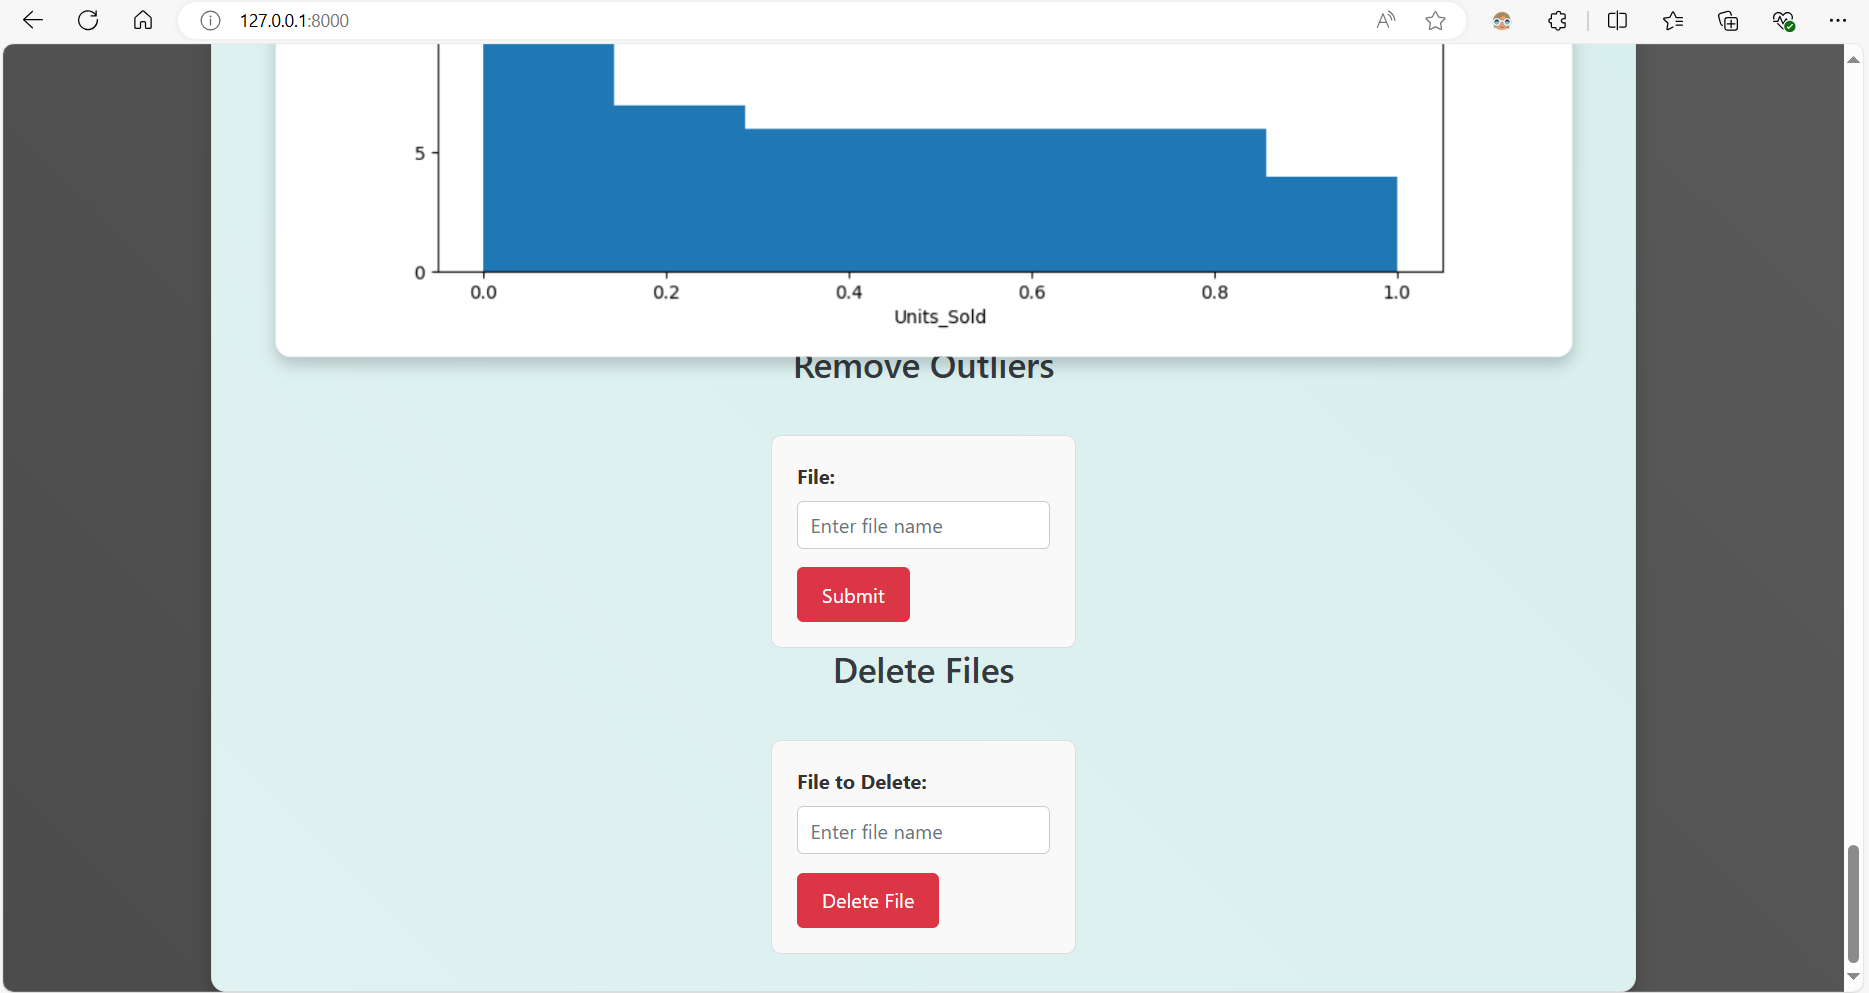 127.0.0.1:8000
5
0
0.0 0.2 0.4 0.6 0.8 1.0
Units_Sold
Remove Outliers
File:
Enter file name
Submit
Delete Files
File to Delete:
Enter file name
Delete File